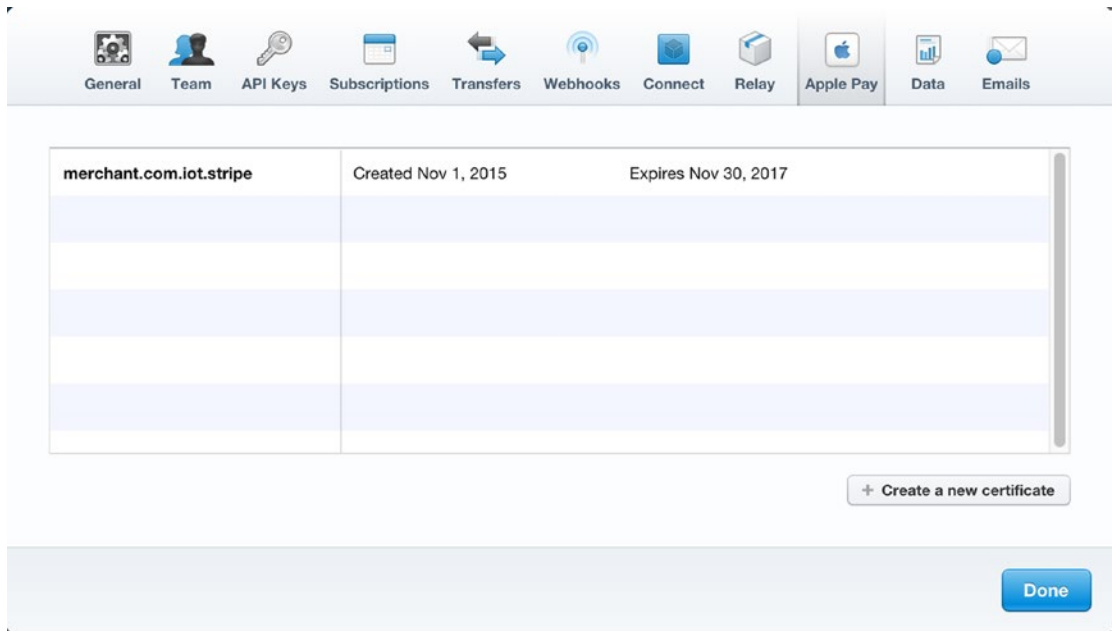 General Team API Keys Subscriptions Transfers Webhooks Connect Relay Apple Pay Data Emails
merchant.com.iot.stripe Created Nov 1, 2015 Expires Nov 30, 2017
+ Create a new certificate
Done